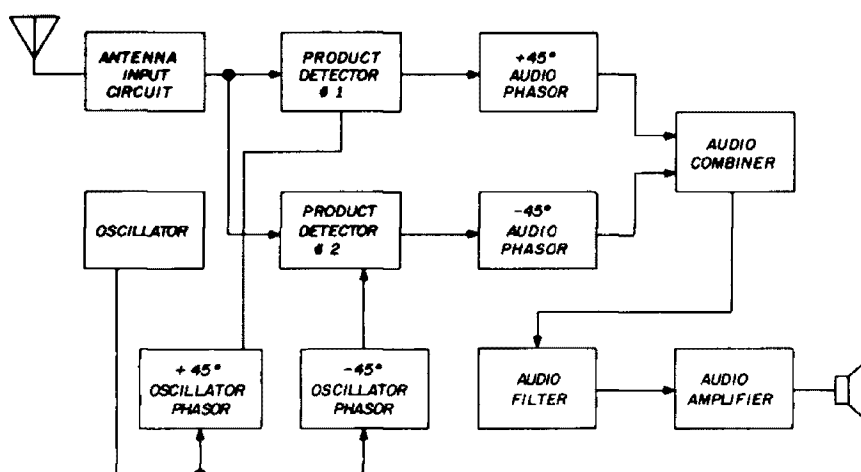 ANTENNA
INPUT
CIRCUIT
PRODUCT
DETECTOR
# 1
+45°
AUDIO
PHASOR
AUDIO
COMBINER
OSCILLATOR
PRODUCT
DETECTOR
# 2
-45°
AUDIO
PHASOR
+45°
OSCILLATOR
PHASOR
-45°
OSCILLATOR
PHASOR
AUDIO
FILTER
AUDIO
AMPLIFIER